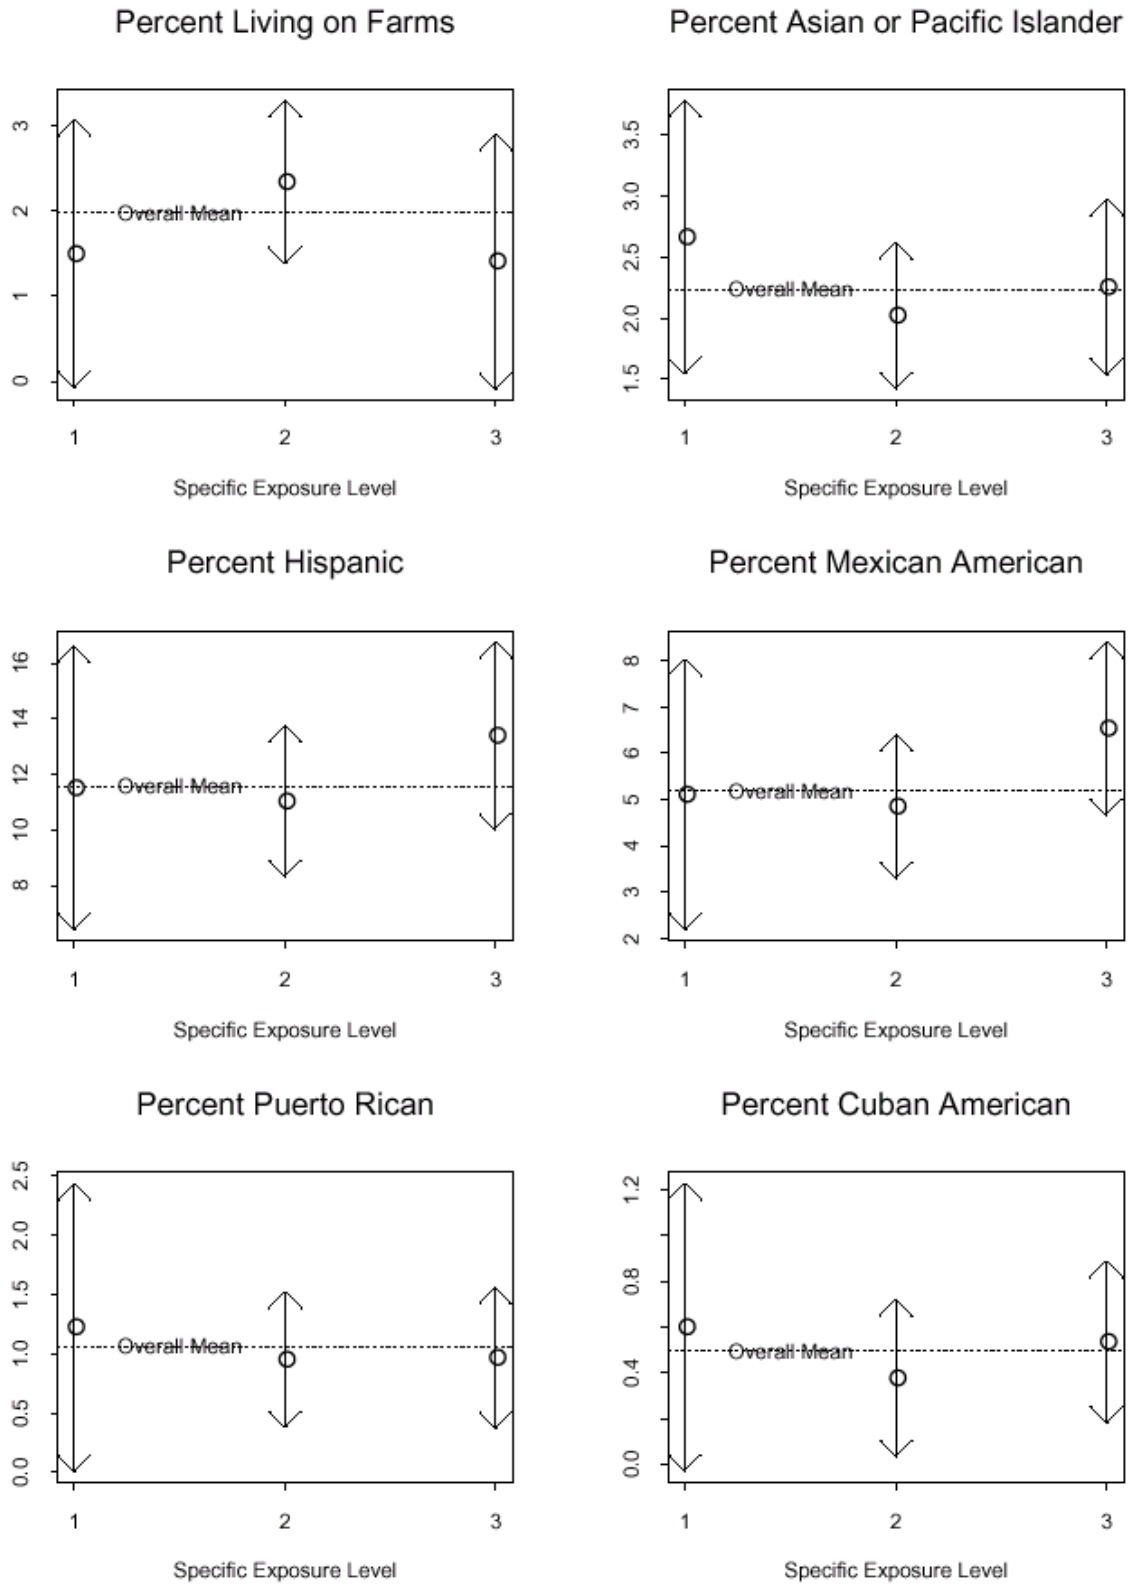 Percent Living on Farms
3
2
1
0
Overall Mean
1 2 3
Specific Exposure Level
Percent Asian or Pacific Islander
3.5
3.0
2.5
2.0
1.5
Overall Mean
1 2 3
Specific Exposure Level
Percent Hispanic
16
14
12
10
8
Overall Mean
1 2 3
Specific Exposure Level
Percent Mexican American
8
7
6
5
4
3
2
Overall Mean
1 2 3
Specific Exposure Level
Percent Puerto Rican
2.5
2.0
1.5
1.0
0.5
0.0
Overall Mean
1 2 3
Specific Exposure Level
Percent Cuban American
1.2
0.8
0.4
0.0
Overall Mean
1 2 3
Specific Exposure Level